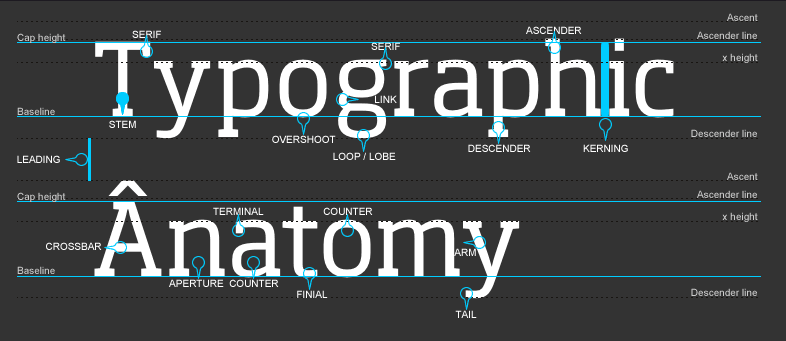 Ascent
ASCENDER
SERIF
Cap height
Ascender line
SERIF
x height
Typographic
LINK
Baseline
STEM
Descender line
OVERSHOOT
DESCENDER
KERNING
LOOP / LOBE
LEADING
Ascent
Cap height
Ascender line
TERMINAL
COUNTER
x height
Ânatomy
CROSSBAR
ARM
Baseline
APERTURE
COUNTER
FINIAL
Descender line
TAIL